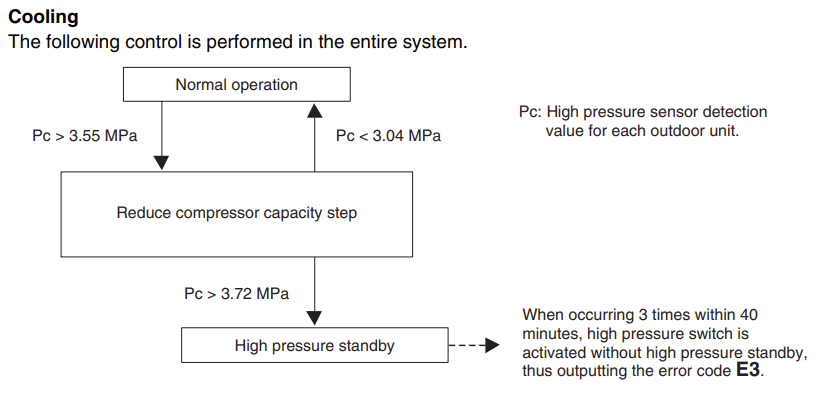 Cooling
The following control is performed in the entire system.
Normal operation
Pc: High pressure sensor detection
value for each outdoor unit.
Pc > 3.55 MPa
Pc < 3.04 MPa
Reduce compressor capacity step
Pc > 3.72 MPa
High pressure standby
When occurring 3 times within 40
minutes, high pressure switch is
activated without high pressure standby,
thus outputting the error code E3.